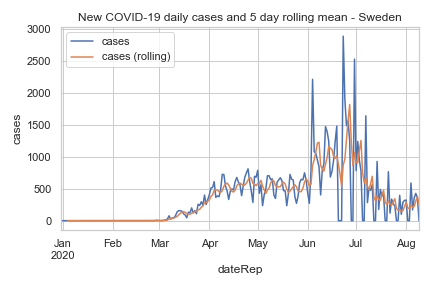 New COVID-19 daily cases and 5 day rolling mean - Sweden
3000
cases
cases (rolling)
2500
2000
1500
cases
1000
500
0
Jan Feb Mar Apr May Jun Jul Aug
2020
dateRep